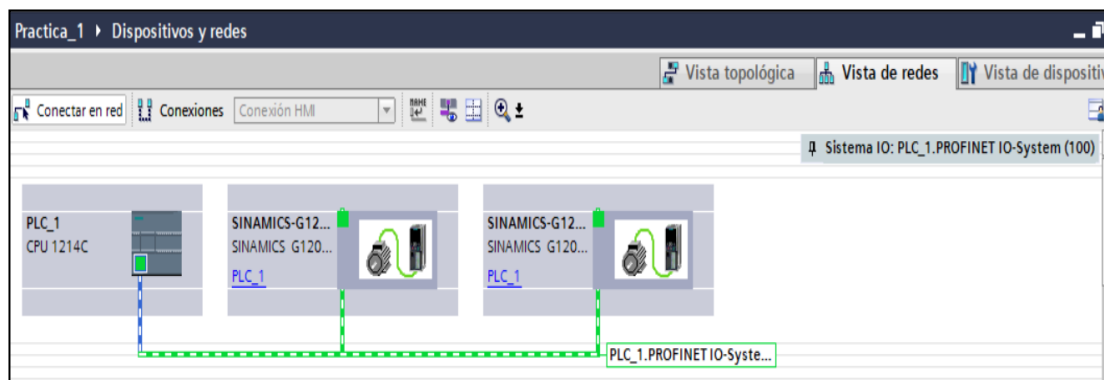 Practica_1 ▸ Dispositivos y redes
Vista topológica Vista de redes Vista de dispositiv
Conectar en red Conexiones Conexión HMI
Sistema IO: PLC_1.PROFINET IO-System (100)
PLC_1
CPU 1214C
SINAMICS-G12...
SINAMICS G120...
PLC_1
SINAMICS-G12...
SINAMICS G120...
PLC_1
PLC_1.PROFINET IO-Syste...